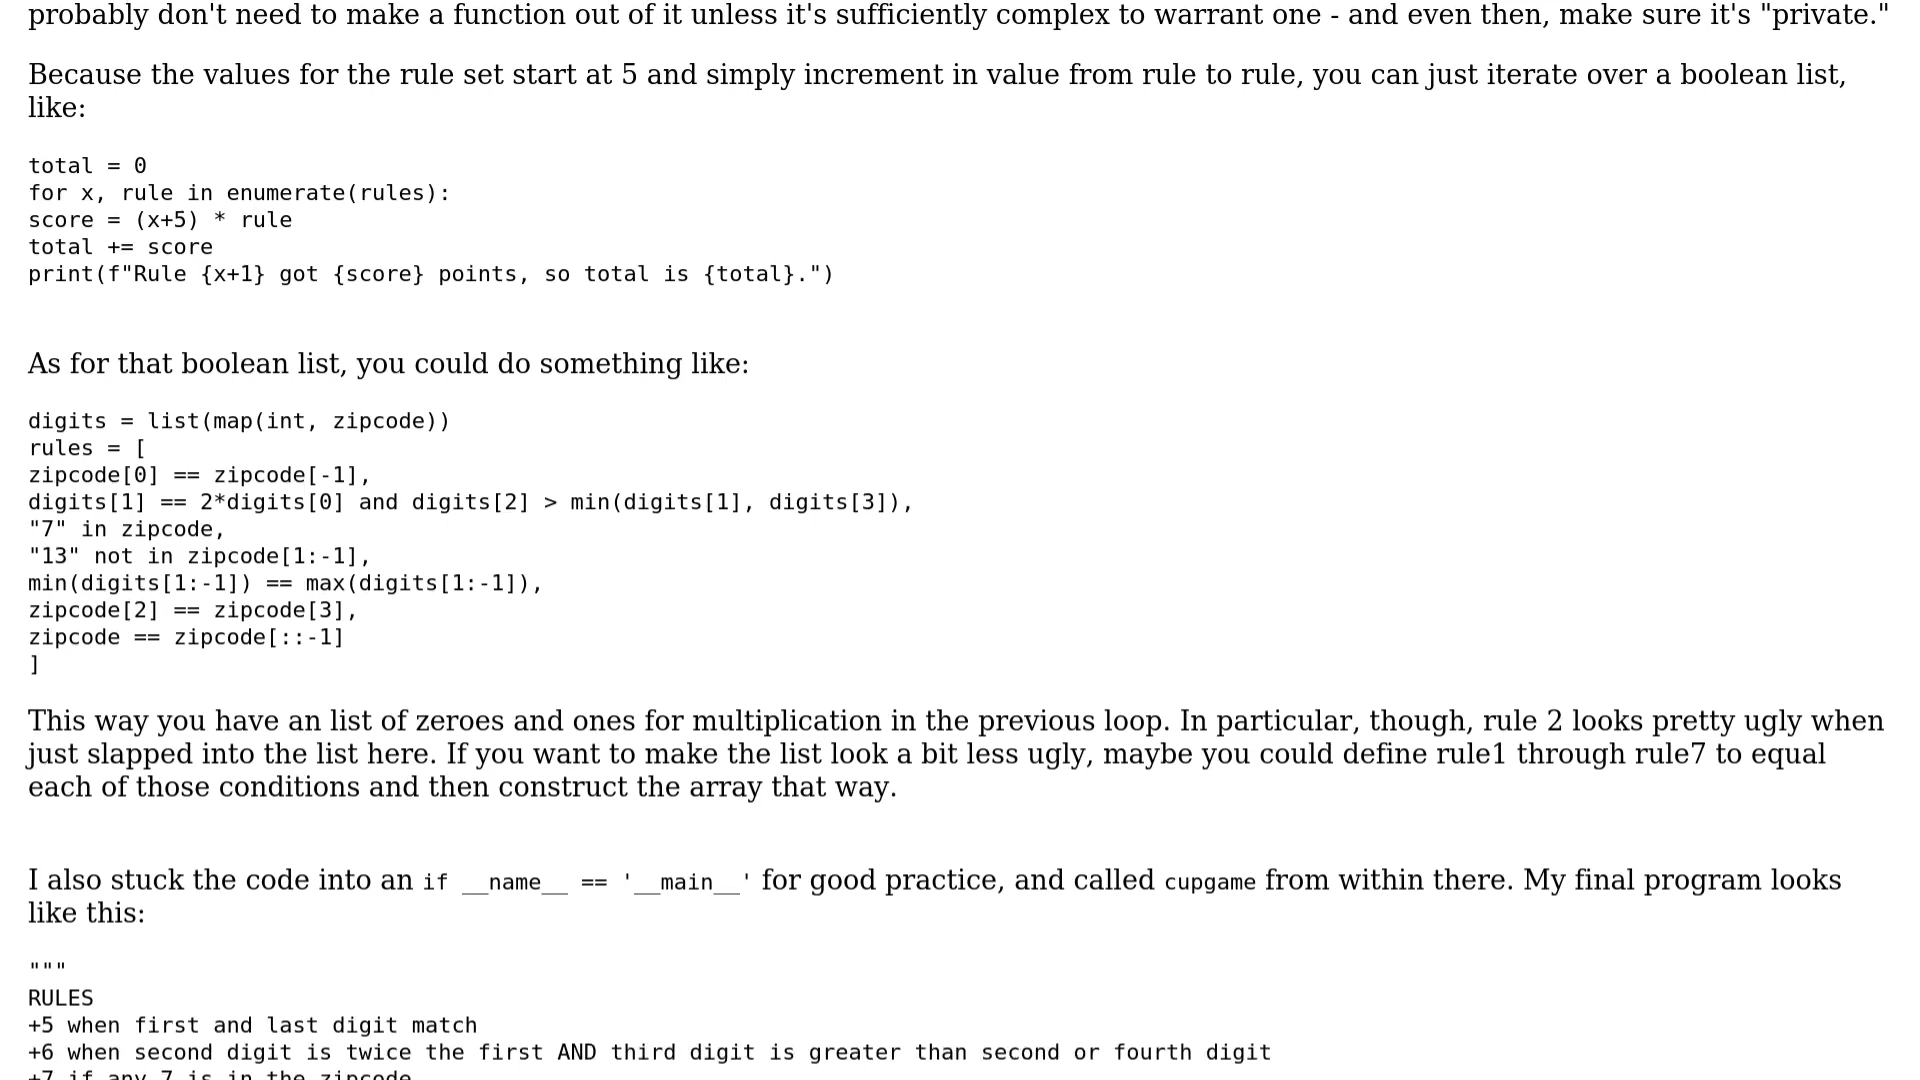 probably don't need to make a function out of it unless it's sufficiently complex to warrant one - and even then, make sure it's "private."
Because the values for the rule set start at 5 and simply increment in value from rule to rule, you can just iterate over a boolean list,
like:
total = 0
for x, rule in enumerate(rules):
score = (x+5) * rule
total += score
print(f"Rule {x+1} got {score} points, so total is {total}.")
As for that boolean list, you could do something like:
digits = list(map(int, zipcode))
rules = [
zipcode[0] == zipcode[-1],
digits[1] == 2*digits[0] and digits[2] > min(digits[1], digits[3]),
"7" in zipcode,
"13" not in zipcode[1:-1],
min(digits[1:-1]) == max(digits[1:-1]),
zipcode[2] == zipcode[3],
zipcode == zipcode[::-1]
]
This way you have an list of zeroes and ones for multiplication in the previous loop. In particular, though, rule 2 looks pretty ugly when
just slapped into the list here. If you want to make the list look a bit less ugly, maybe you could define rule1 through rule7 to equal
each of those conditions and then construct the array that way.
I also stuck the code into an if __name__ == '__main__' for good practice, and called cupgame from within there. My final program looks
like this:
"""
RULES
+5 when first and last digit match
+6 when second digit is twice the first AND third digit is greater than second or fourth digit
+7 if any 7 is in the zipcode